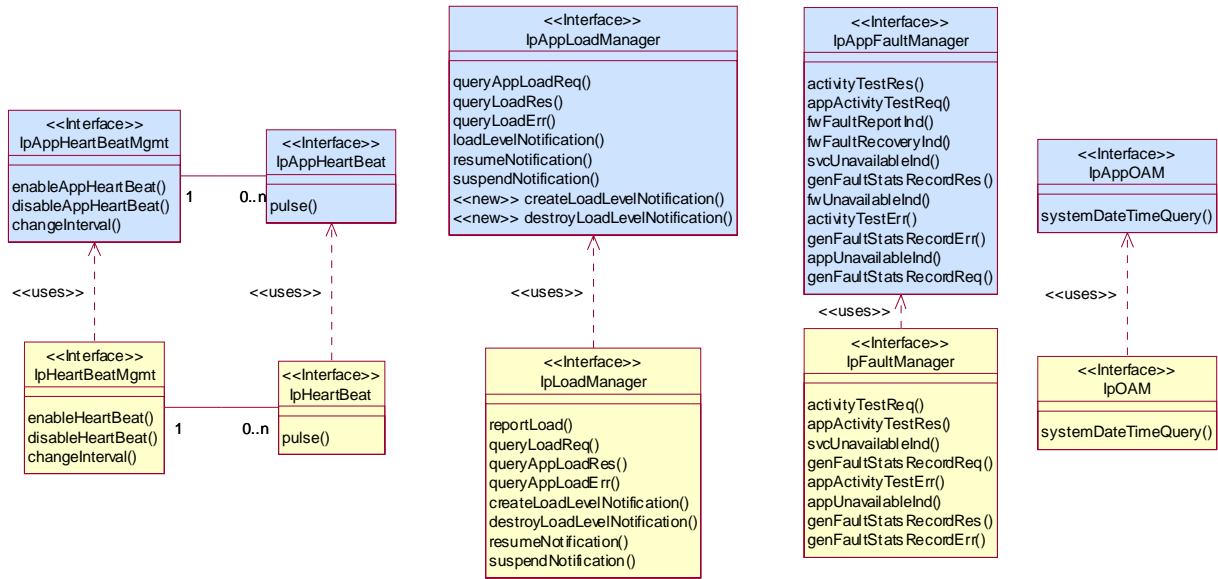 <<Interface>>
IpAppHeartBeatMgmt
enableAppHeartBeat()
disableAppHeartBeat()
changeInterval()
1
0..n
<<Interface>>
IpAppHeartBeat
pulse()
<<uses>>
<<uses>>
<<Interface>>
IpHeartBeatMgmt
enableHeartBeat()
disableHeartBeat()
changeInterval()
1
0..n
<<Interface>>
IpHeartBeat
pulse()
<<Interface>>
IpAppLoadManager
queryAppLoadReq()
queryLoadRes()
queryLoadErr()
loadLevelNotification()
resumeNotification()
suspendNotification()
<<new>> createLoadLevelNotification()
<<new>> destroyLoadLevelNotification()
<<uses>>
<<Interface>>
IpLoadManager
reportLoad()
queryLoadReq()
queryAppLoadRes()
queryAppLoadErr()
createLoadLevelNotification()
destroyLoadLevelNotification()
resumeNotification()
suspendNotification()
<<Interface>>
IpAppFaultManager
activityTestRes()
appActivityTestReq()
fwFaultReportInd()
fwFaultRecoveryInd()
svcUnavailableInd()
genFaultStatsRecordRes()
fwUnavailableInd()
activityTestErr()
genFaultStatsRecordErr()
appUnavailableInd()
genFaultStatsRecordReq()
<<uses>>
<<Interface>>
IpFaultManager
activityTestReq()
appActivityTestRes()
svcUnavailableInd()
genFaultStatsRecordReq()
appActivityTestErr()
appUnavailableInd()
genFaultStatsRecordRes()
genFaultStatsRecordErr()
<<Interface>>
IpAppOAM
systemDateTimeQuery()
<<uses>>
<<Interface>>
IpOAM
systemDateTimeQuery()